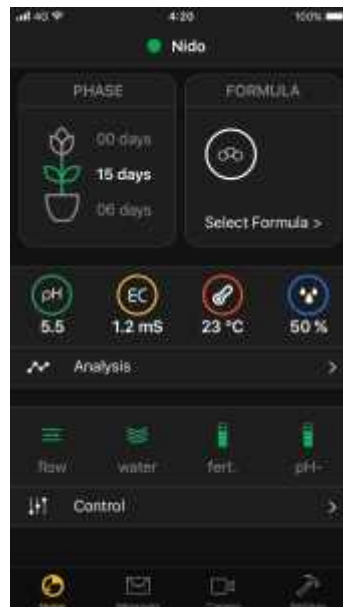 4G
4:20
100%
Nido
PHASE
FORMULA
00 days
15 days
06 days
Select Formula >
pH
EC
5.5
1.2 mS
23 °C
50 %
Analysis
flow
water
fert.
pH-
Control